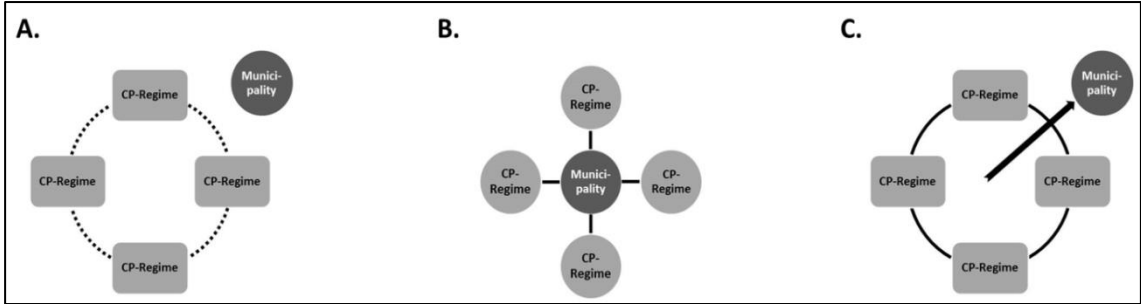 A.
B.
C.
Munici-
pality
CP-Regime
CP-Regime
CP-Regime
CP-Regime
CP-
Regime
CP-
Regime
Munici-
pality
CP-
Regime
CP-
Regime
Munici-
pality
CP-Regime
CP-Regime
CP-Regime
CP-Regime